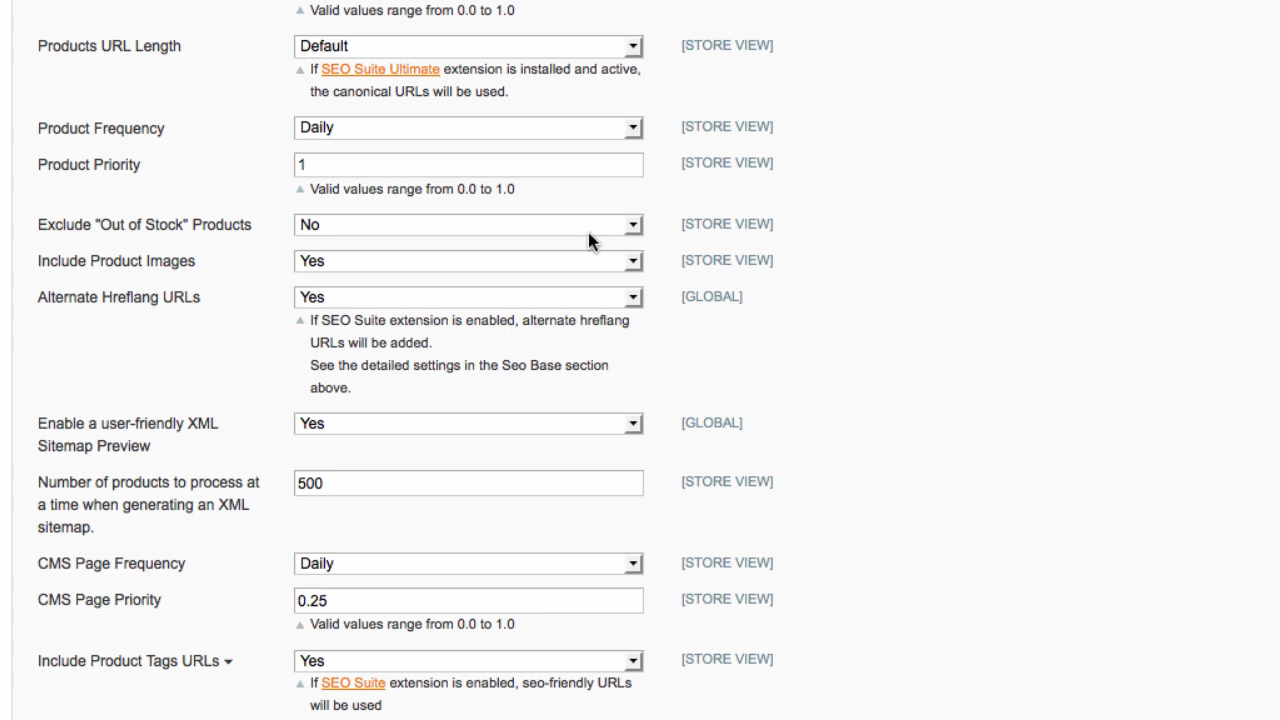 Valid values range from 0.0 to 1.0
Products URL Length Default [STORE VIEW]
If SEO Suite Ultimate extension is installed and active,
the canonical URLs will be used.
Product Frequency Daily [STORE VIEW]
Product Priority 1 [STORE VIEW]
Valid values range from 0.0 to 1.0
Exclude "Out of Stock" Products No [STORE VIEW]
Include Product Images Yes [STORE VIEW]
Alternate Hreflang URLs Yes [GLOBAL]
If SEO Suite extension is enabled, alternate hreflang
URLs will be added.
See the detailed settings in the Seo Base section
above.
Enable a user-friendly XML Yes [GLOBAL]
Sitemap Preview
Number of products to process at 500 [STORE VIEW]
a time when generating an XML
sitemap.
CMS Page Frequency Daily [STORE VIEW]
CMS Page Priority 0.25 [STORE VIEW]
Valid values range from 0.0 to 1.0
Include Product Tags URLs Yes [STORE VIEW]
If SEO Suite extension is enabled, seo-friendly URLs
will be used